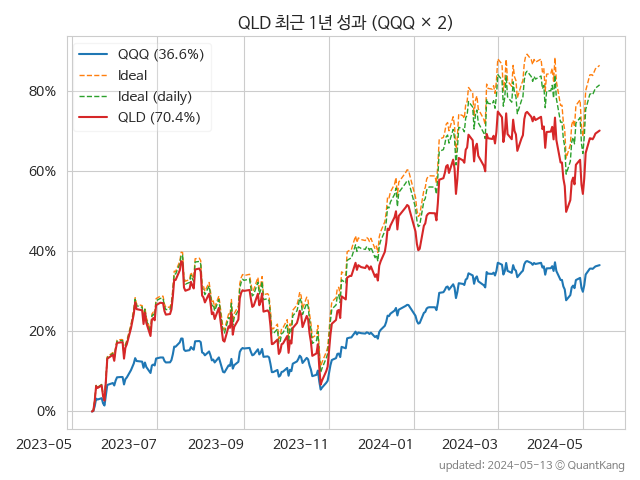 QLD 최근 1년 성과 (QQQ × 2)
QQQ (36.6%)
Ideal
Ideal (daily)
QLD (70.4%)
80%
60%
40%
20%
0%
2023-05 2023-07 2023-09 2023-11 2024-01 2024-03 2024-05
updated: 2024-05-13 © QuantKang